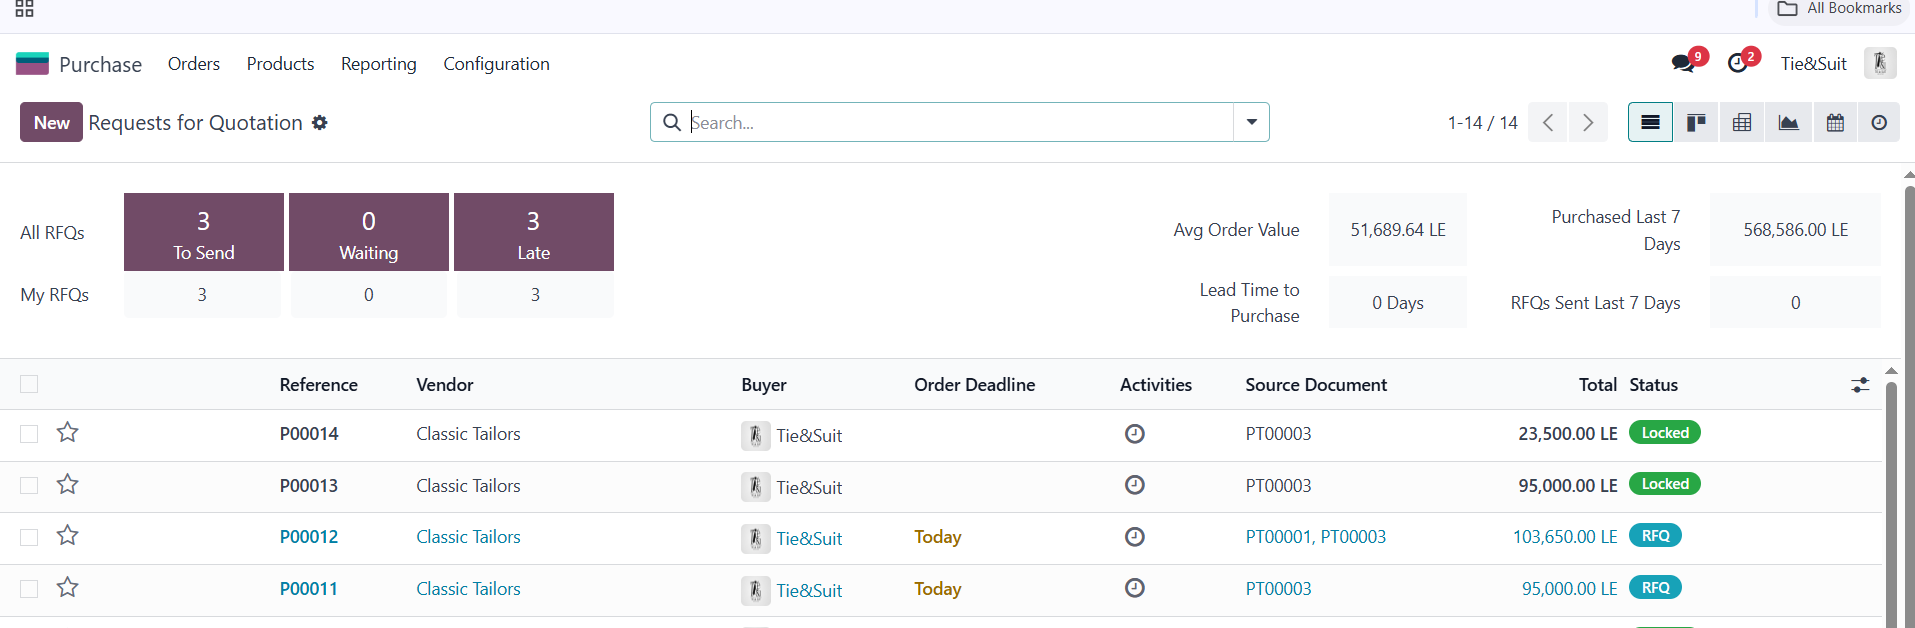 All Bookmarks
Purchase Orders Products Reporting Configuration 9 2 Tie&Suit
New Requests for Quotation Search... 1-14 / 14
All RFQs 3 To Send 0 Waiting 3 Late
My RFQs 3 0 3
Avg Order Value 51,689.64 LE Purchased Last 7 Days 568,586.00 LE
Lead Time to Purchase 0 Days RFQs Sent Last 7 Days 0
Reference Vendor Buyer Order Deadline Activities Source Document Total Status
P00014 Classic Tailors Tie&Suit PT00003 23,500.00 LE Locked
P00013 Classic Tailors Tie&Suit PT00003 95,000.00 LE Locked
P00012 Classic Tailors Tie&Suit Today PT00001, PT00003 103,650.00 LE RFQ
P00011 Classic Tailors Tie&Suit Today PT00003 95,000.00 LE RFQ